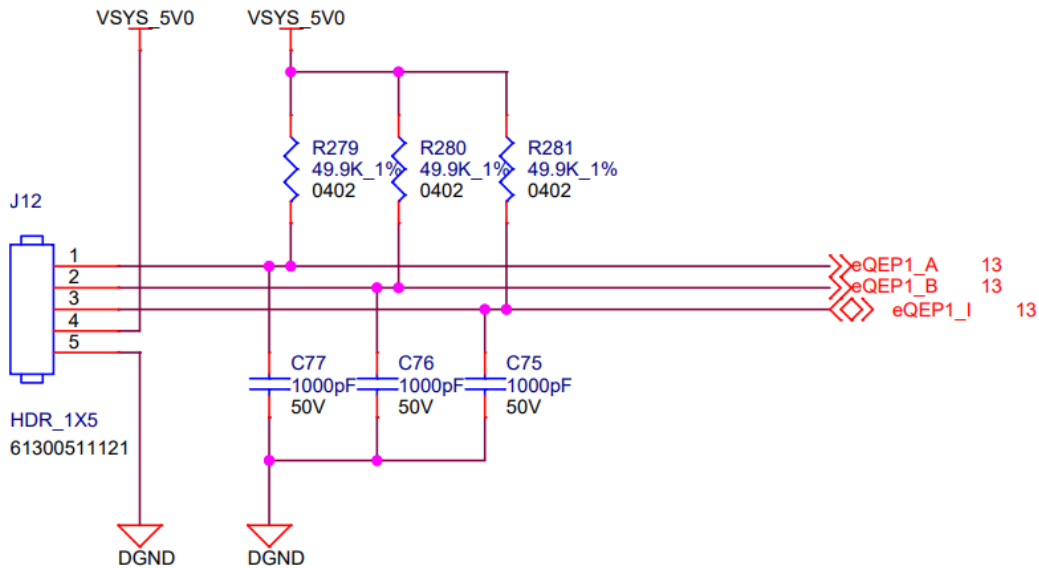 VSYS_5V0 VSYS_5V0
R279 R280 R281
49.9K_1% 49.9K_1% 49.9K_1%
0402 0402 0402
J12
1 eQEP1_A 13
2 eQEP1_B 13
3 eQEP1_I 13
4
5
C77 C76 C75
1000pF 1000pF 1000pF
50V 50V 50V
HDR_1X5
61300511121
DGND DGND